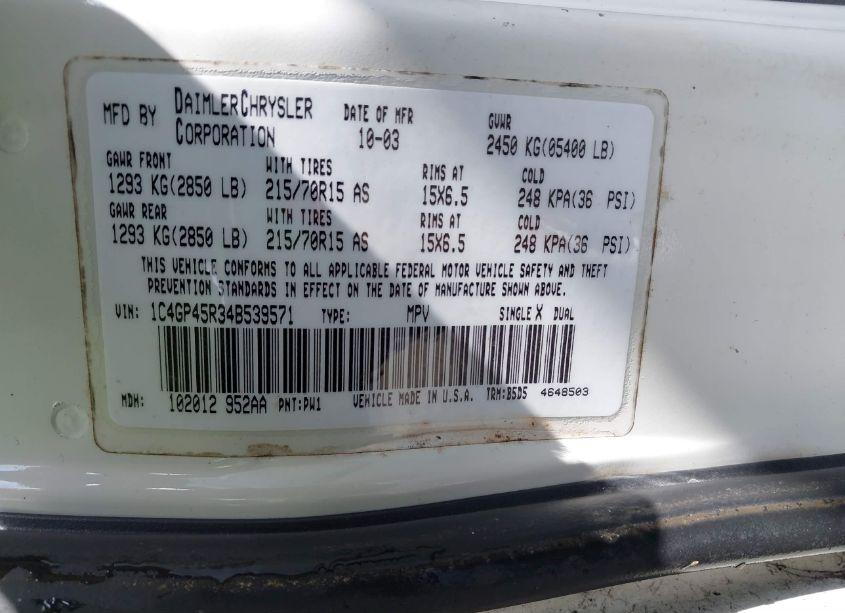 MFD BY DAIMLERCHRYSLER CORPORATION DATE OF MFR 10-03 GVWR 2450 KG(05400 LB)
GAWR FRONT WITH TIRES RIMS AT COLD
1293 KG(2850 LB) 215/70R15 AS 15X6.5 248 KPA(36 PSI)
GAWR REAR WITH TIRES RIMS AT COLD
1293 KG(2850 LB) 215/70R15 AS 15X6.5 248 KPA(36 PSI)
THIS VEHICLE CONFORMS TO ALL APPLICABLE FEDERAL MOTOR VEHICLE SAFETY AND THEFT
PREVENTION STANDARDS IN EFFECT ON THE DATE OF MANUFACTURE SHOWN ABOVE.
VIN: 1C4GP45R34B539571 TYPE: MPV SINGLE X DUAL
MDH: 102012 952AA PNT:PW1 VEHICLE MADE IN U.S.A. TRM:B5D5 4648503